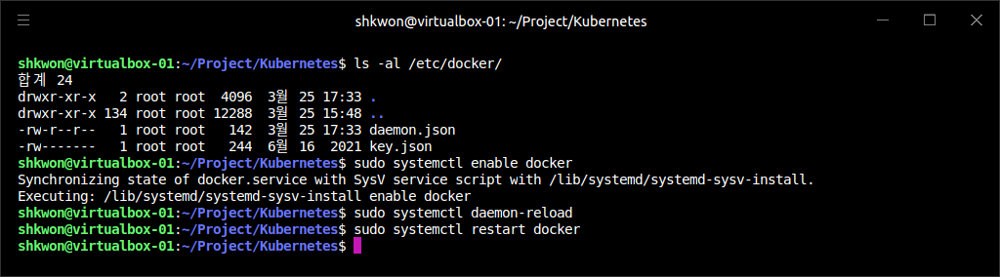 shkwon@virtualbox-01: ~/Project/Kubernetes
shkwon@virtualbox-01:~/Project/Kubernetes$ ls -al /etc/docker/
합계 24
drwxr-xr-x   2 root root  4096  3월 25 17:33 .
drwxr-xr-x 134 root root 12288  3월 25 15:48 ..
-rw-r--r--   1 root root   142  3월 25 17:33 daemon.json
-rw-------   1 root root   244  6월 16  2021 key.json
shkwon@virtualbox-01:~/Project/Kubernetes$ sudo systemctl enable docker
Synchronizing state of docker.service with SysV service script with /lib/systemd/systemd-sysv-install.
Executing: /lib/systemd/systemd-sysv-install enable docker
shkwon@virtualbox-01:~/Project/Kubernetes$ sudo systemctl daemon-reload
shkwon@virtualbox-01:~/Project/Kubernetes$ sudo systemctl restart docker
shkwon@virtualbox-01:~/Project/Kubernetes$